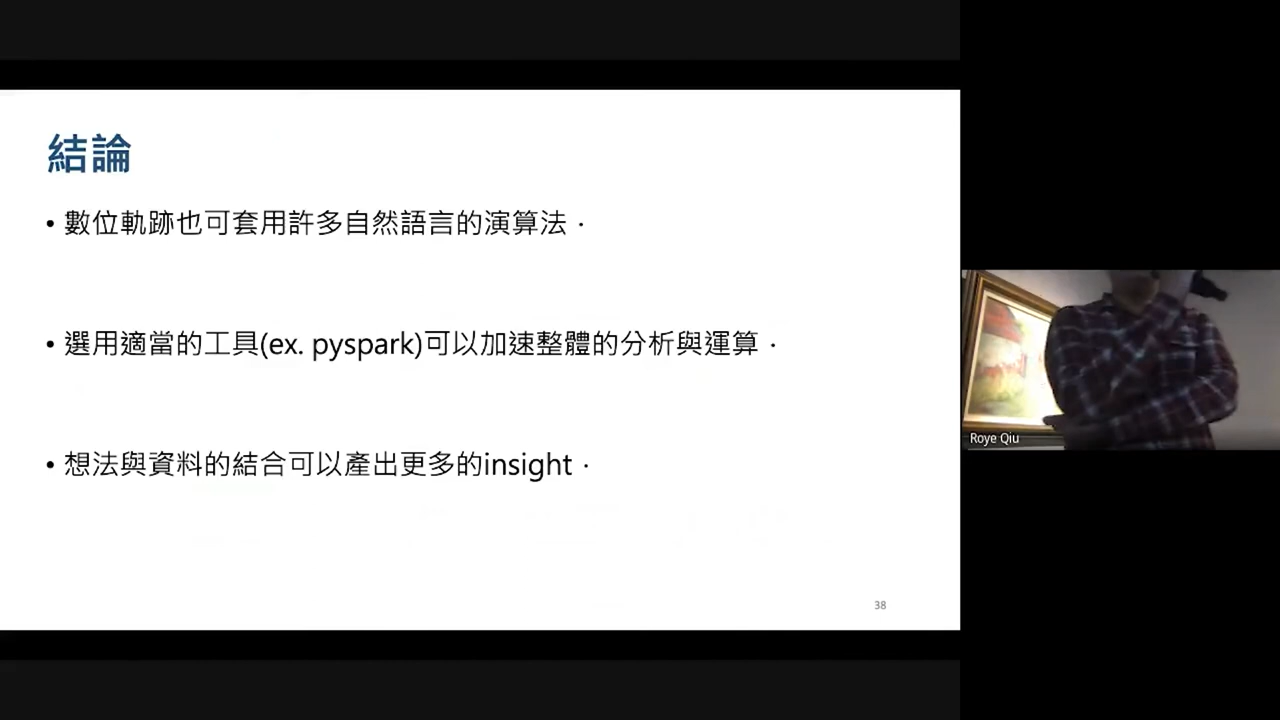 結論
• 數位軌跡也可套用許多自然語言的演算法．
• 選用適當的工具(ex. pyspark)可以加速整體的分析與運算．
• 想法與資料的結合可以產出更多的insight．
38
Roye Qiu